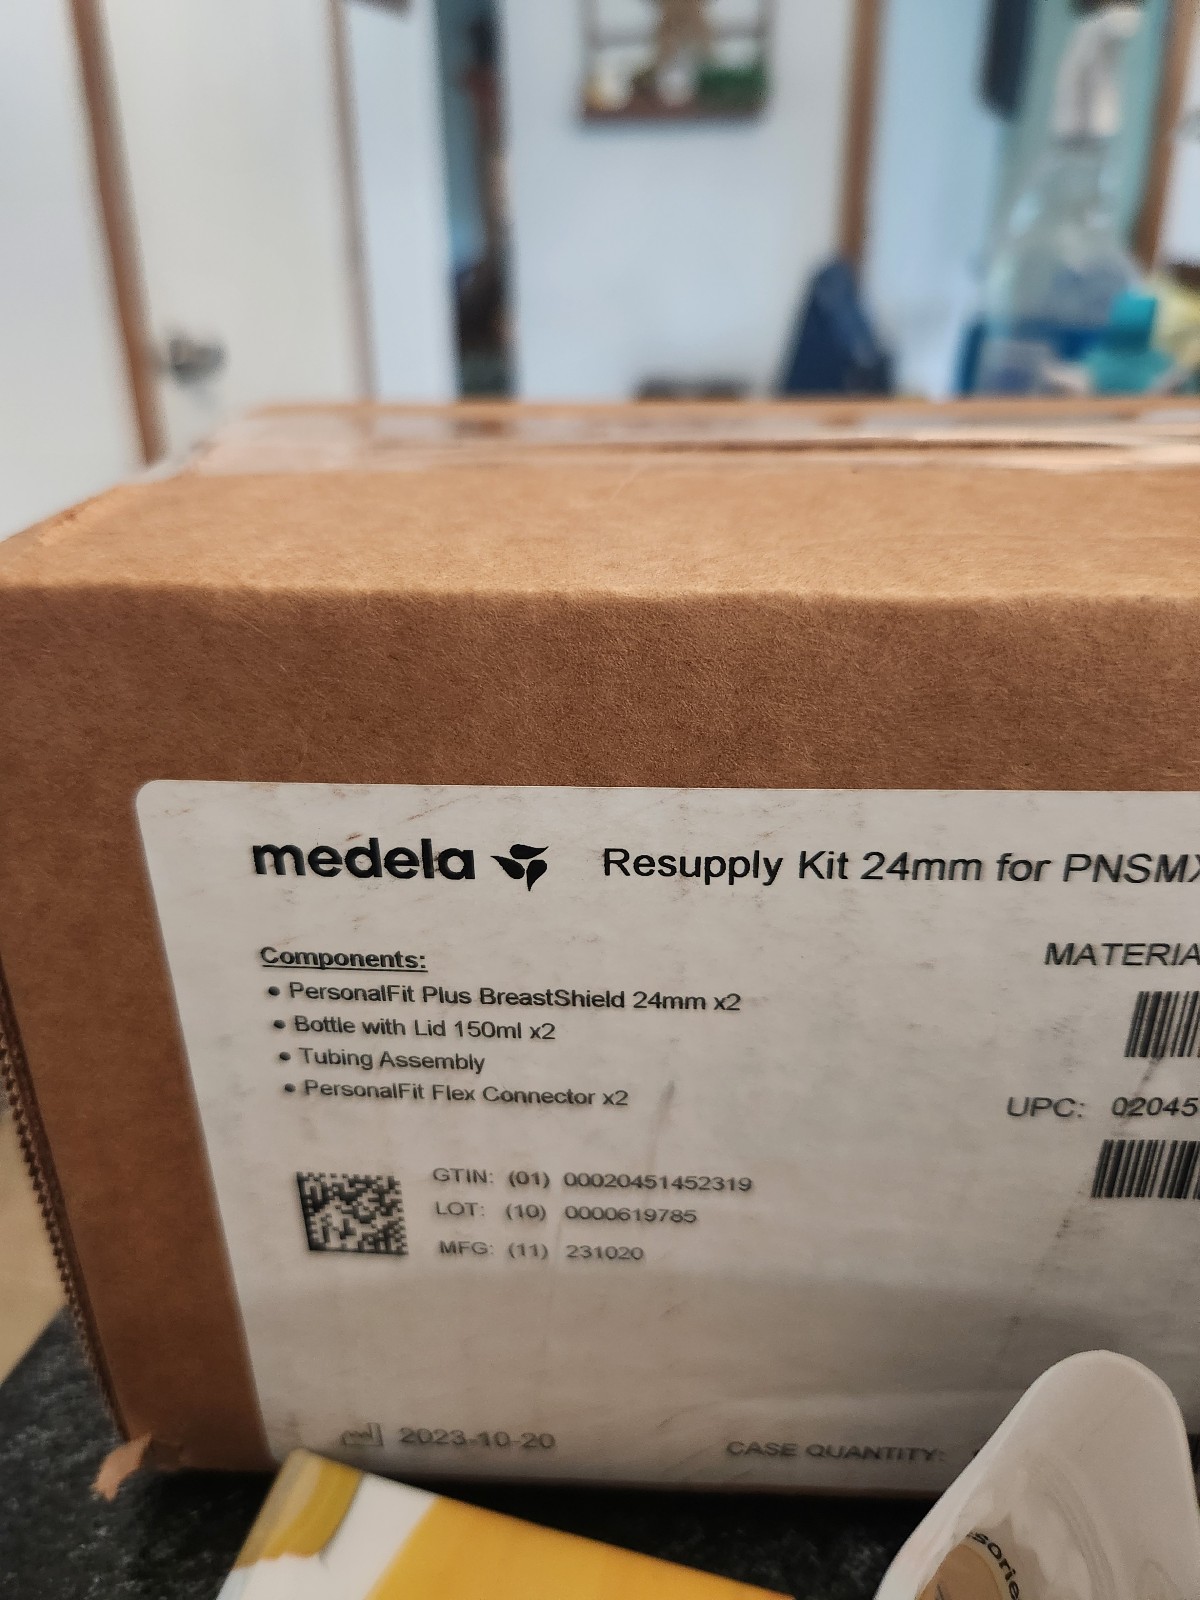 medela Resupply Kit 24mm for PNSM
Components:
• PersonalFit Plus BreastShield 24mm x2
• Bottle with Lid 150ml x2
• Tubing Assembly
• PersonalFit Flex Connector x2
MATERIA
UPC: 02045
GTIN: (01) 00020451452319
LOT: (10) 0000619785
MFG: (11) 231020
2023-10-20
CASE QUANTITY:
sorie